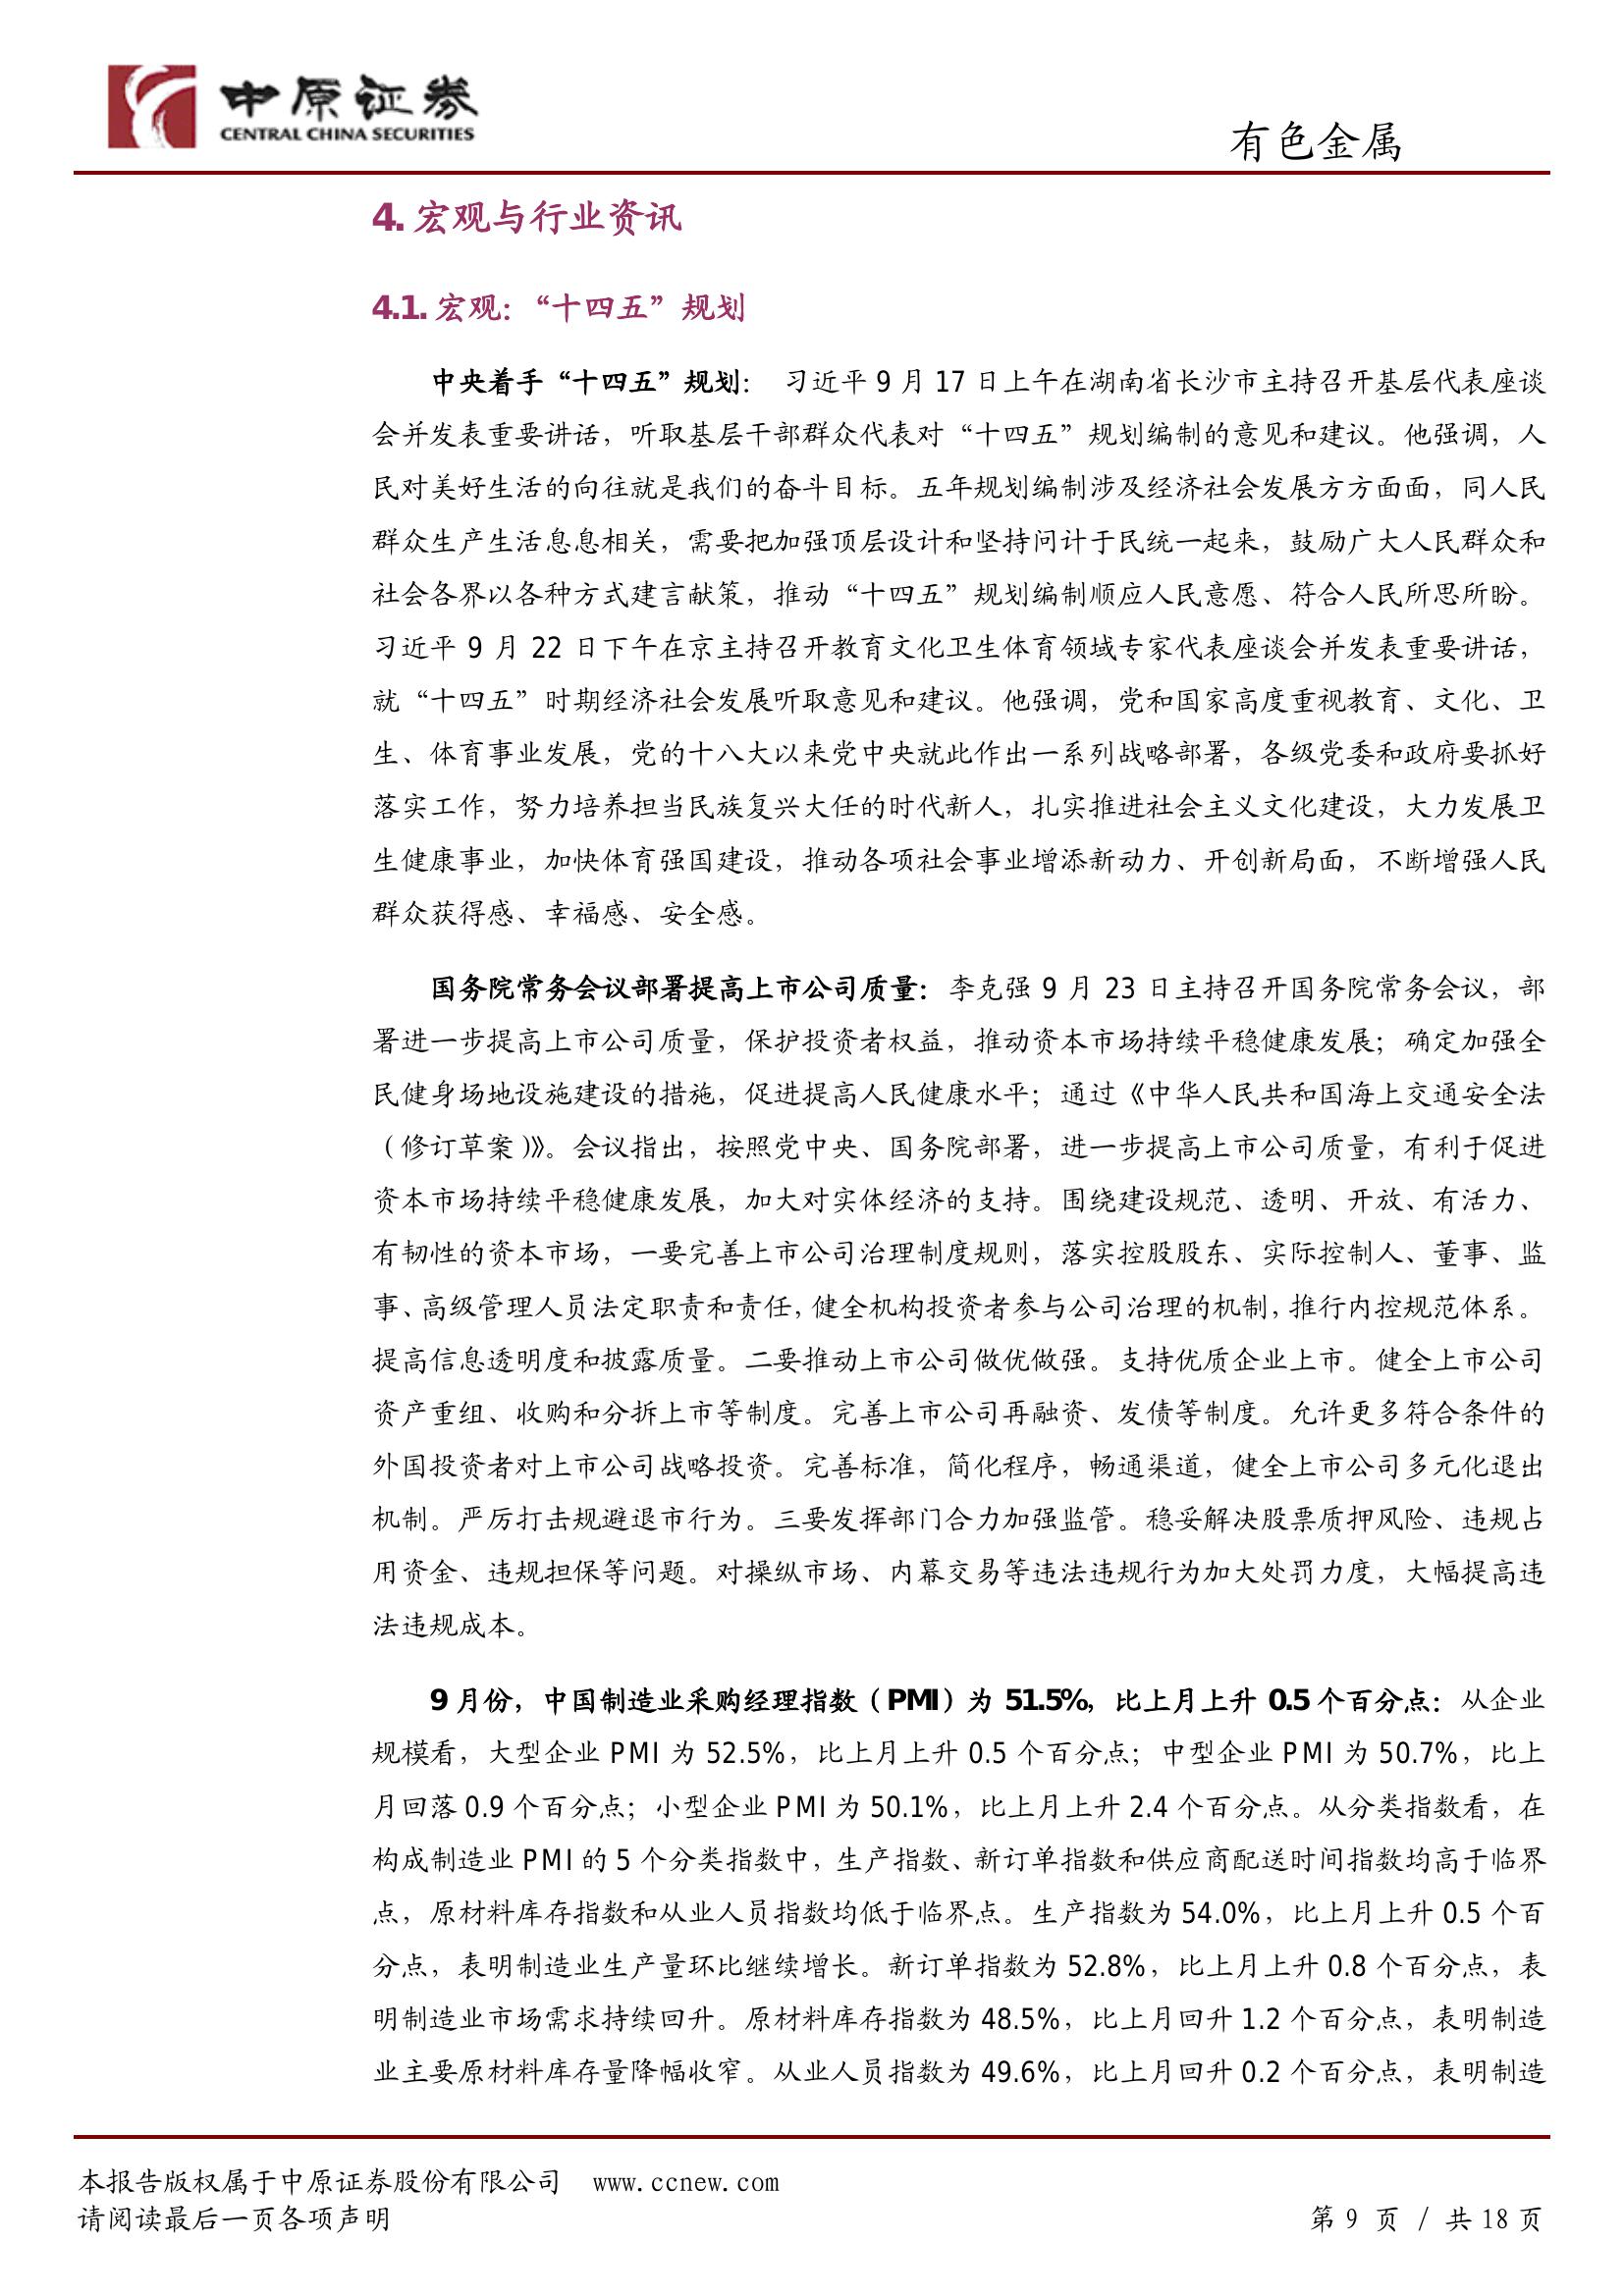 中原证券
CENTRAL CHINA SECURITIES
有色金属
4. 宏观与行业资讯
4.1. 宏观：“十四五”规划
中央着手“十四五”规划： 习近平 9 月 17 日上午在湖南省长沙市主持召开基层代表座谈
会并发表重要讲话，听取基层干部群众代表对“十四五”规划编制的意见和建议。他强调，人
民对美好生活的向往就是我们的奋斗目标。五年规划编制涉及经济社会发展方方面面，同人民
群众生产生活息息相关，需要把加强顶层设计和坚持问计于民统一起来，鼓励广大人民群众和
社会各界以各种方式建言献策，推动“十四五”规划编制顺应人民意愿、符合人民所思所盼。
习近平 9 月 22 日下午在京主持召开教育文化卫生体育领域专家代表座谈会并发表重要讲话，
就“十四五”时期经济社会发展听取意见和建议。他强调，党和国家高度重视教育、文化、卫
生、体育事业发展，党的十八大以来党中央就此作出一系列战略部署，各级党委和政府要抓好
落实工作，努力培养担当民族复兴大任的时代新人，扎实推进社会主义文化建设，大力发展卫
生健康事业，加快体育强国建设，推动各项社会事业增添新动力、开创新局面，不断增强人民
群众获得感、幸福感、安全感。
国务院常务会议部署提高上市公司质量：李克强 9 月 23 日主持召开国务院常务会议，部
署进一步提高上市公司质量，保护投资者权益，推动资本市场持续平稳健康发展；确定加强全
民健身场地设施建设的措施，促进提高人民健康水平；通过《中华人民共和国海上交通安全法
（修订草案）》。会议指出，按照党中央、国务院部署，进一步提高上市公司质量，有利于促进
资本市场持续平稳健康发展，加大对实体经济的支持。围绕建设规范、透明、开放、有活力、
有韧性的资本市场，一要完善上市公司治理制度规则，落实控股股东、实际控制人、董事、监
事、高级管理人员法定职责和责任，健全机构投资者参与公司治理的机制，推行内控规范体系。
提高信息透明度和披露质量。二要推动上市公司做优做强。支持优质企业上市。健全上市公司
资产重组、收购和分拆上市等制度。完善上市公司再融资、发债等制度。允许更多符合条件的
外国投资者对上市公司战略投资。完善标准，简化程序，畅通渠道，健全上市公司多元化退出
机制。严厉打击规避退市行为。三要发挥部门合力加强监管。稳妥解决股票质押风险、违规占
用资金、违规担保等问题。对操纵市场、内幕交易等违法违规行为加大处罚力度，大幅提高违
法违规成本。
9 月份，中国制造业采购经理指数（PMI）为 51.5%，比上月上升 0.5 个百分点：从企业
规模看，大型企业 PMI 为 52.5%，比上月上升 0.5 个百分点；中型企业 PMI 为 50.7%，比上
月回落 0.9 个百分点；小型企业 PMI 为 50.1%，比上月上升 2.4 个百分点。从分类指数看，在
构成制造业 PMI 的 5 个分类指数中，生产指数、新订单指数和供应商配送时间指数均高于临界
点，原材料库存指数和从业人员指数均低于临界点。生产指数为 54.0%，比上月上升 0.5 个百
分点，表明制造业生产量环比继续增长。新订单指数为 52.8%，比上月上升 0.8 个百分点，表
明制造业市场需求持续回升。原材料库存指数为 48.5%，比上月回升 1.2 个百分点，表明制造
业主要原材料库存量降幅收窄。从业人员指数为 49.6%，比上月回升 0.2 个百分点，表明制造
本报告版权属于中原证券股份有限公司 www.ccnew.com
请阅读最后一页各项声明
第 9 页 / 共 18 页